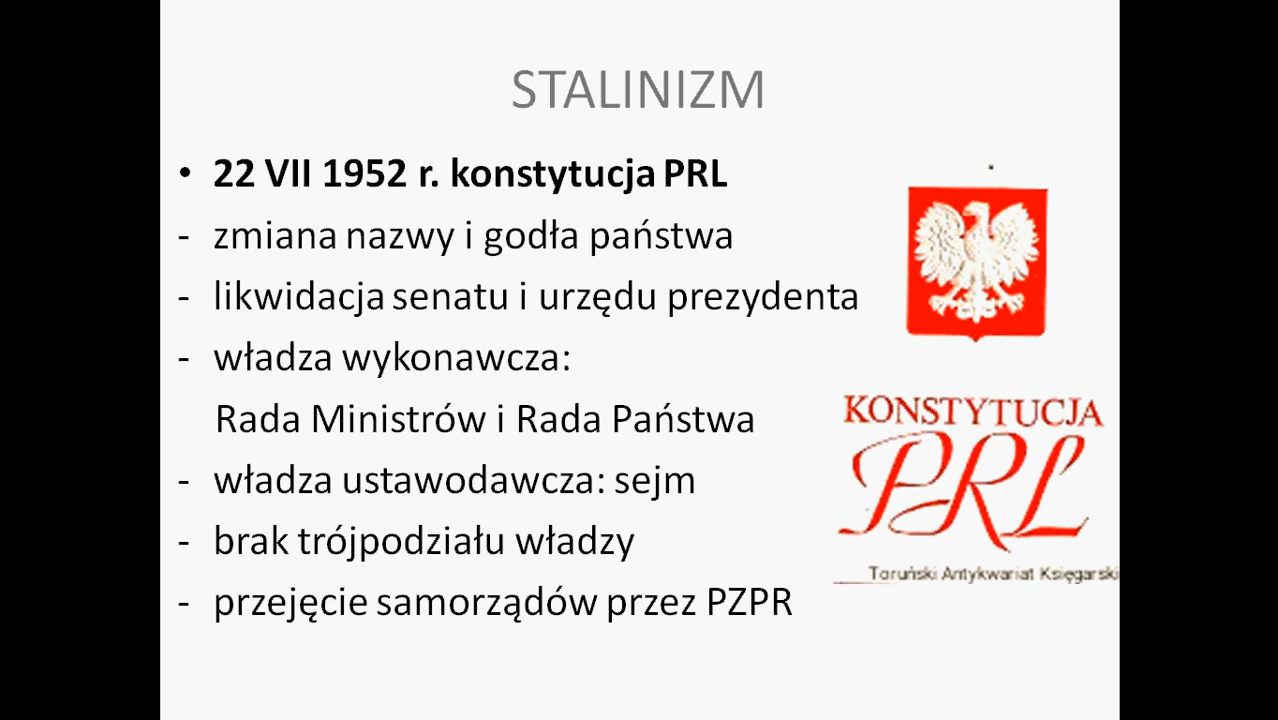 STALINIZM
• 22 VII 1952 r. konstytucja PRL
- zmiana nazwy i godła państwa
- likwidacja senatu i urzędu prezydenta
- władza wykonawcza:
Rada Ministrów i Rada Państwa
- władza ustawodawcza: sejm
- brak trójpodziału władzy
- przejęcie samorządów przez PZPR
KONSTYTUCJA
PRL
Toruński Antykwariat Księgarski